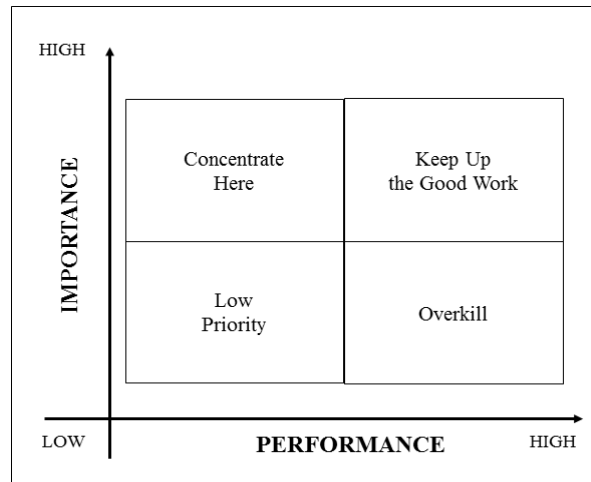 HIGH
Concentrate
Here
Keep Up
the Good Work
IMPORTANCE
Low
Priority
Overkill
LOW
PERFORMANCE
HIGH